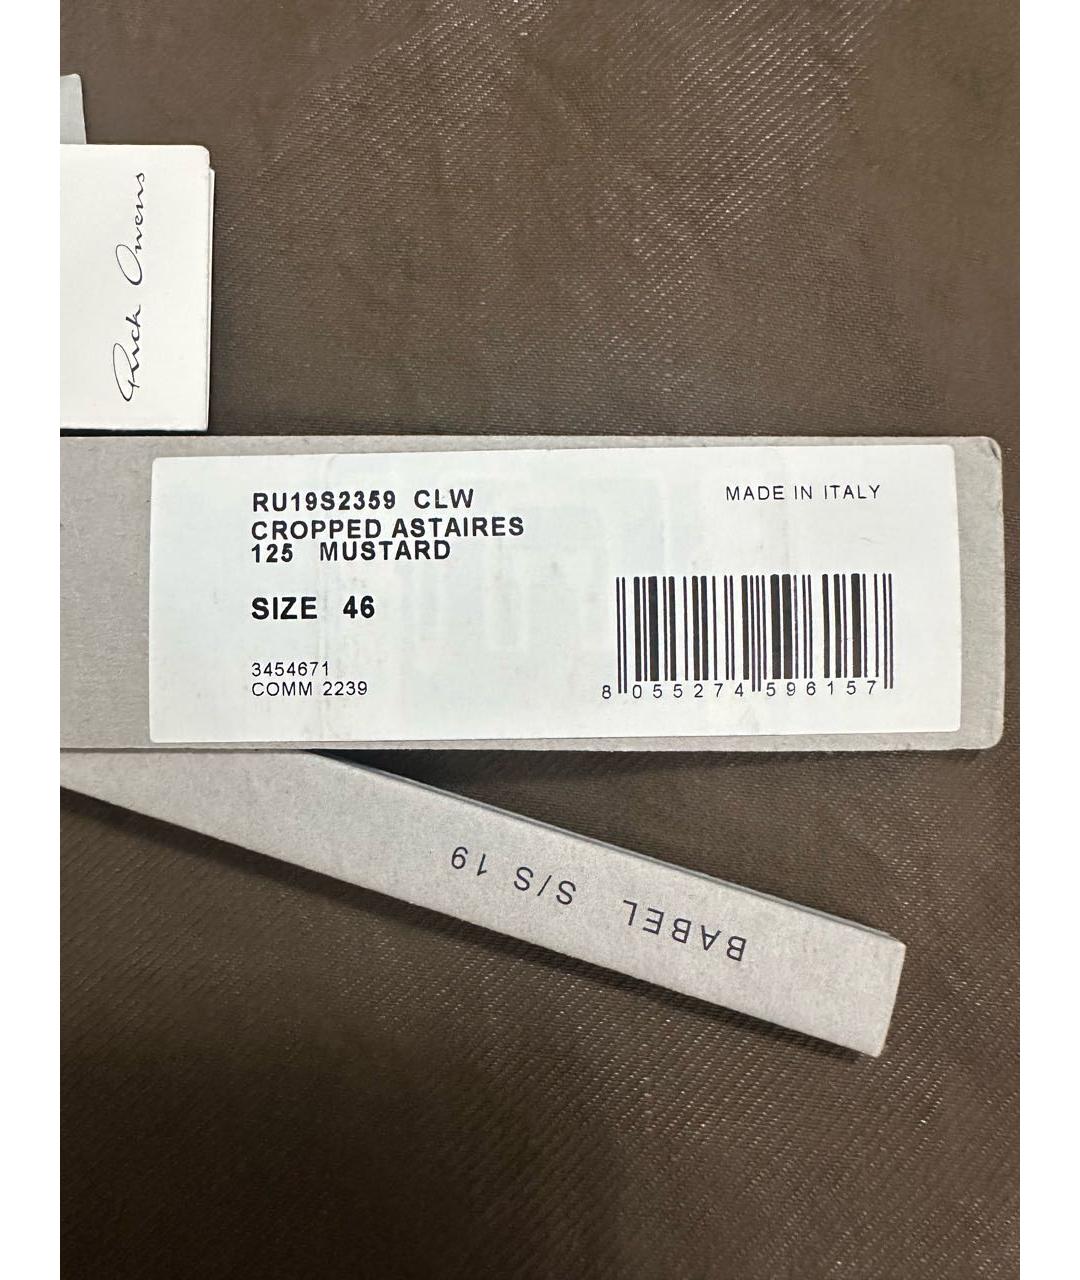 Rick Owens
RU19S2359 CLW
CROPPED ASTAIRES
125 MUSTARD
MADE IN ITALY
SIZE 46
3454671
COMM 2239
8 055274 596157
BABEL S/S 19